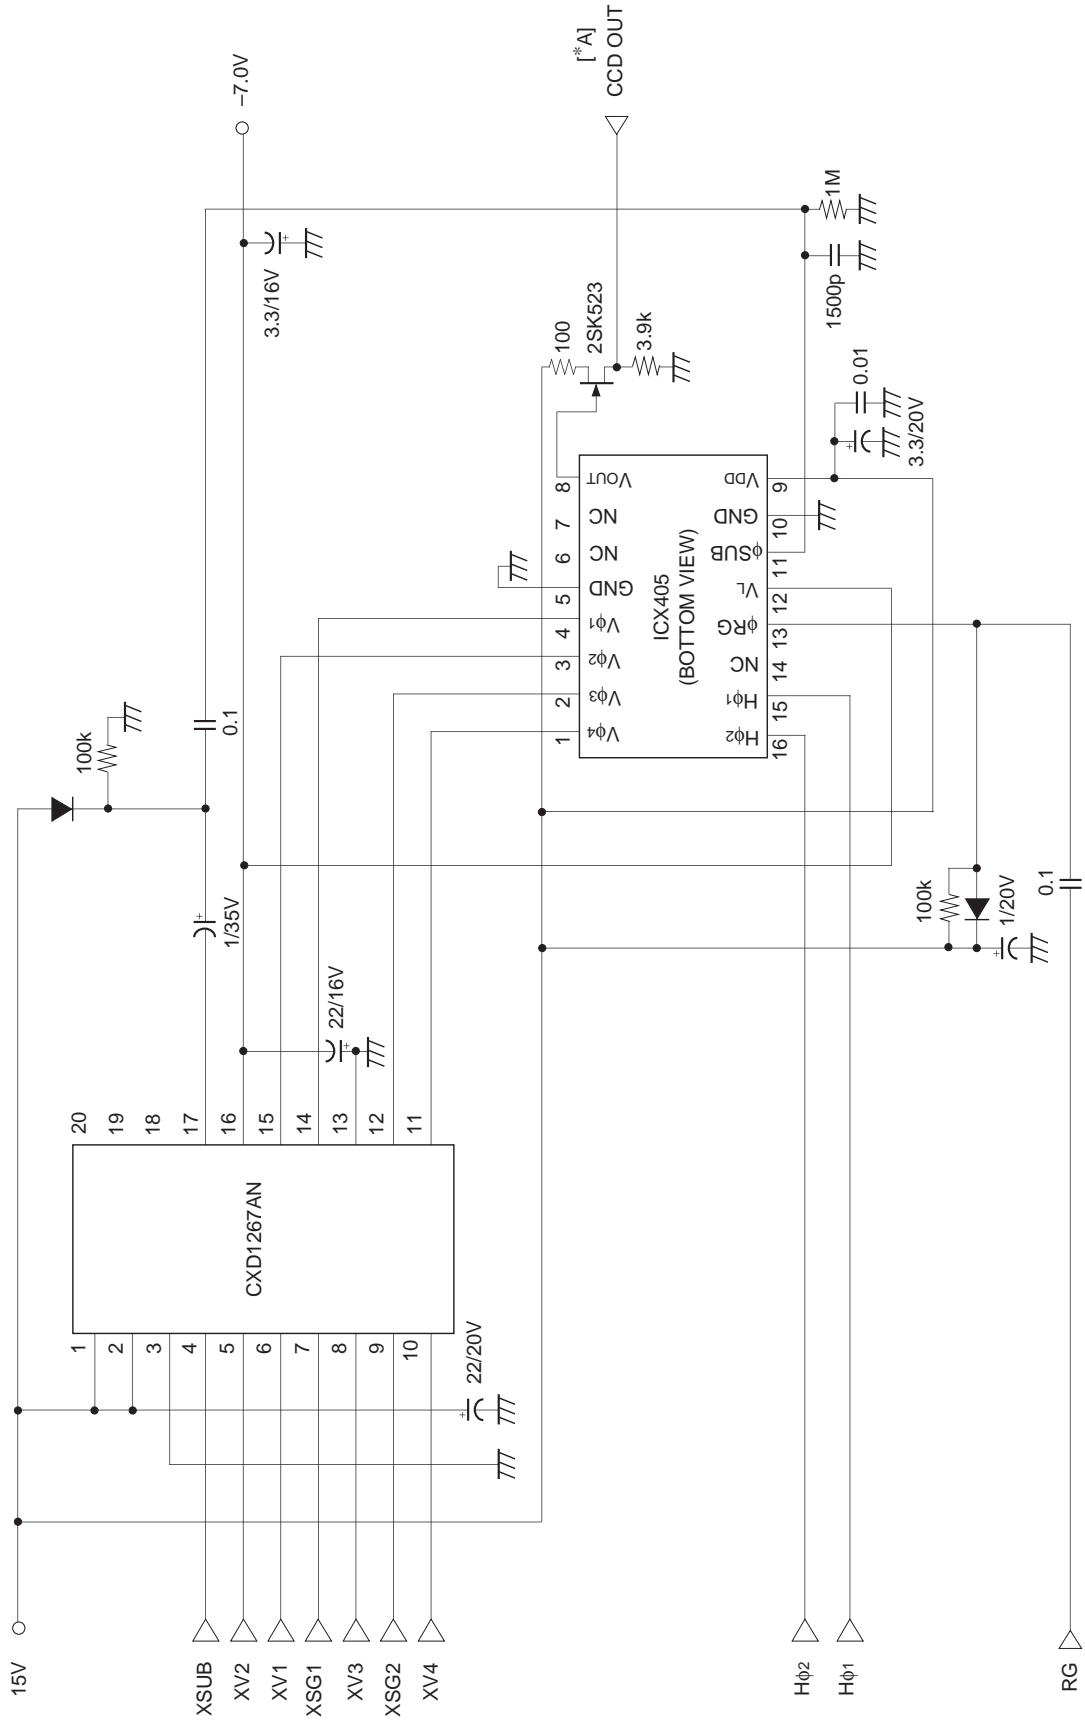 15V
XSUB
XV2
XV1
XSG1
XV3
XSG2
XV4
Hϕ2
Hϕ1
RG
22/20V
1
2
3
4
5
6
7
8
9
10
CXD1267AN
20
19
18
17
16
15
14
13
12
11
22/16V
1/35V
100k
0.1
100k
1/20V
0.1
1
2
3
4
5
6
7
8
Vϕ4
Vϕ3
Vϕ2
Vϕ1
GND
NC
NC
VOUT
ICX405
(BOTTOM VIEW)
Hϕ2
Hϕ1
NC
ϕRG
VL
ϕSUB
GND
VDD
16
15
14
13
12
11
10
9
100
2SK523
3.9k
3.3/16V
–7.0V
[*A]
CCD OUT
0.01
3.3/20V
1500p
1M